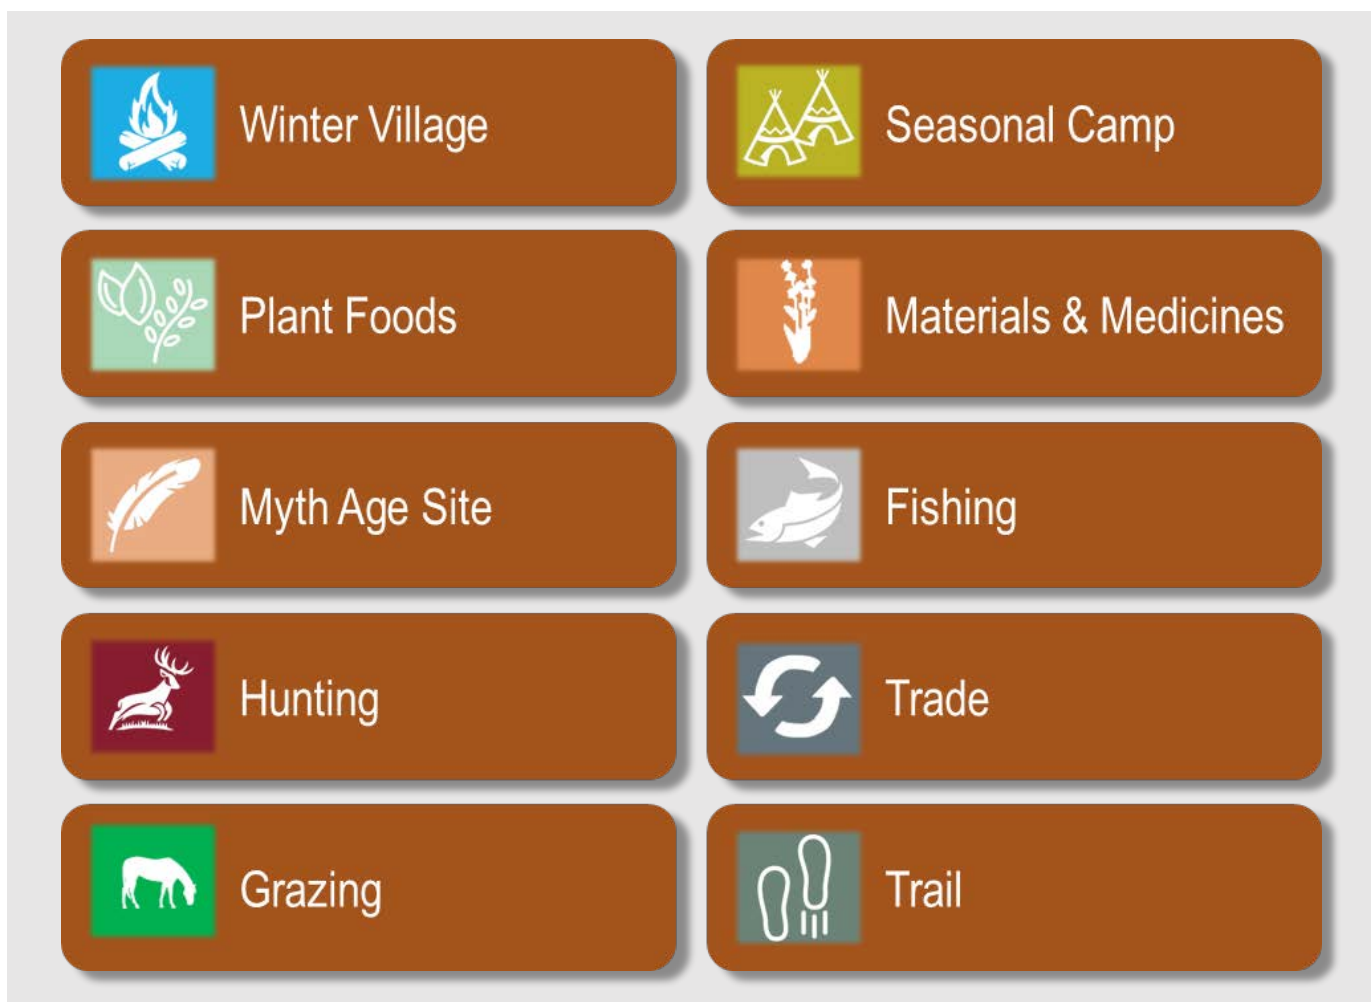 Winter Village
Seasonal Camp
Plant Foods
Materials & Medicines
Myth Age Site
Fishing
Hunting
Trade
Grazing
Trail